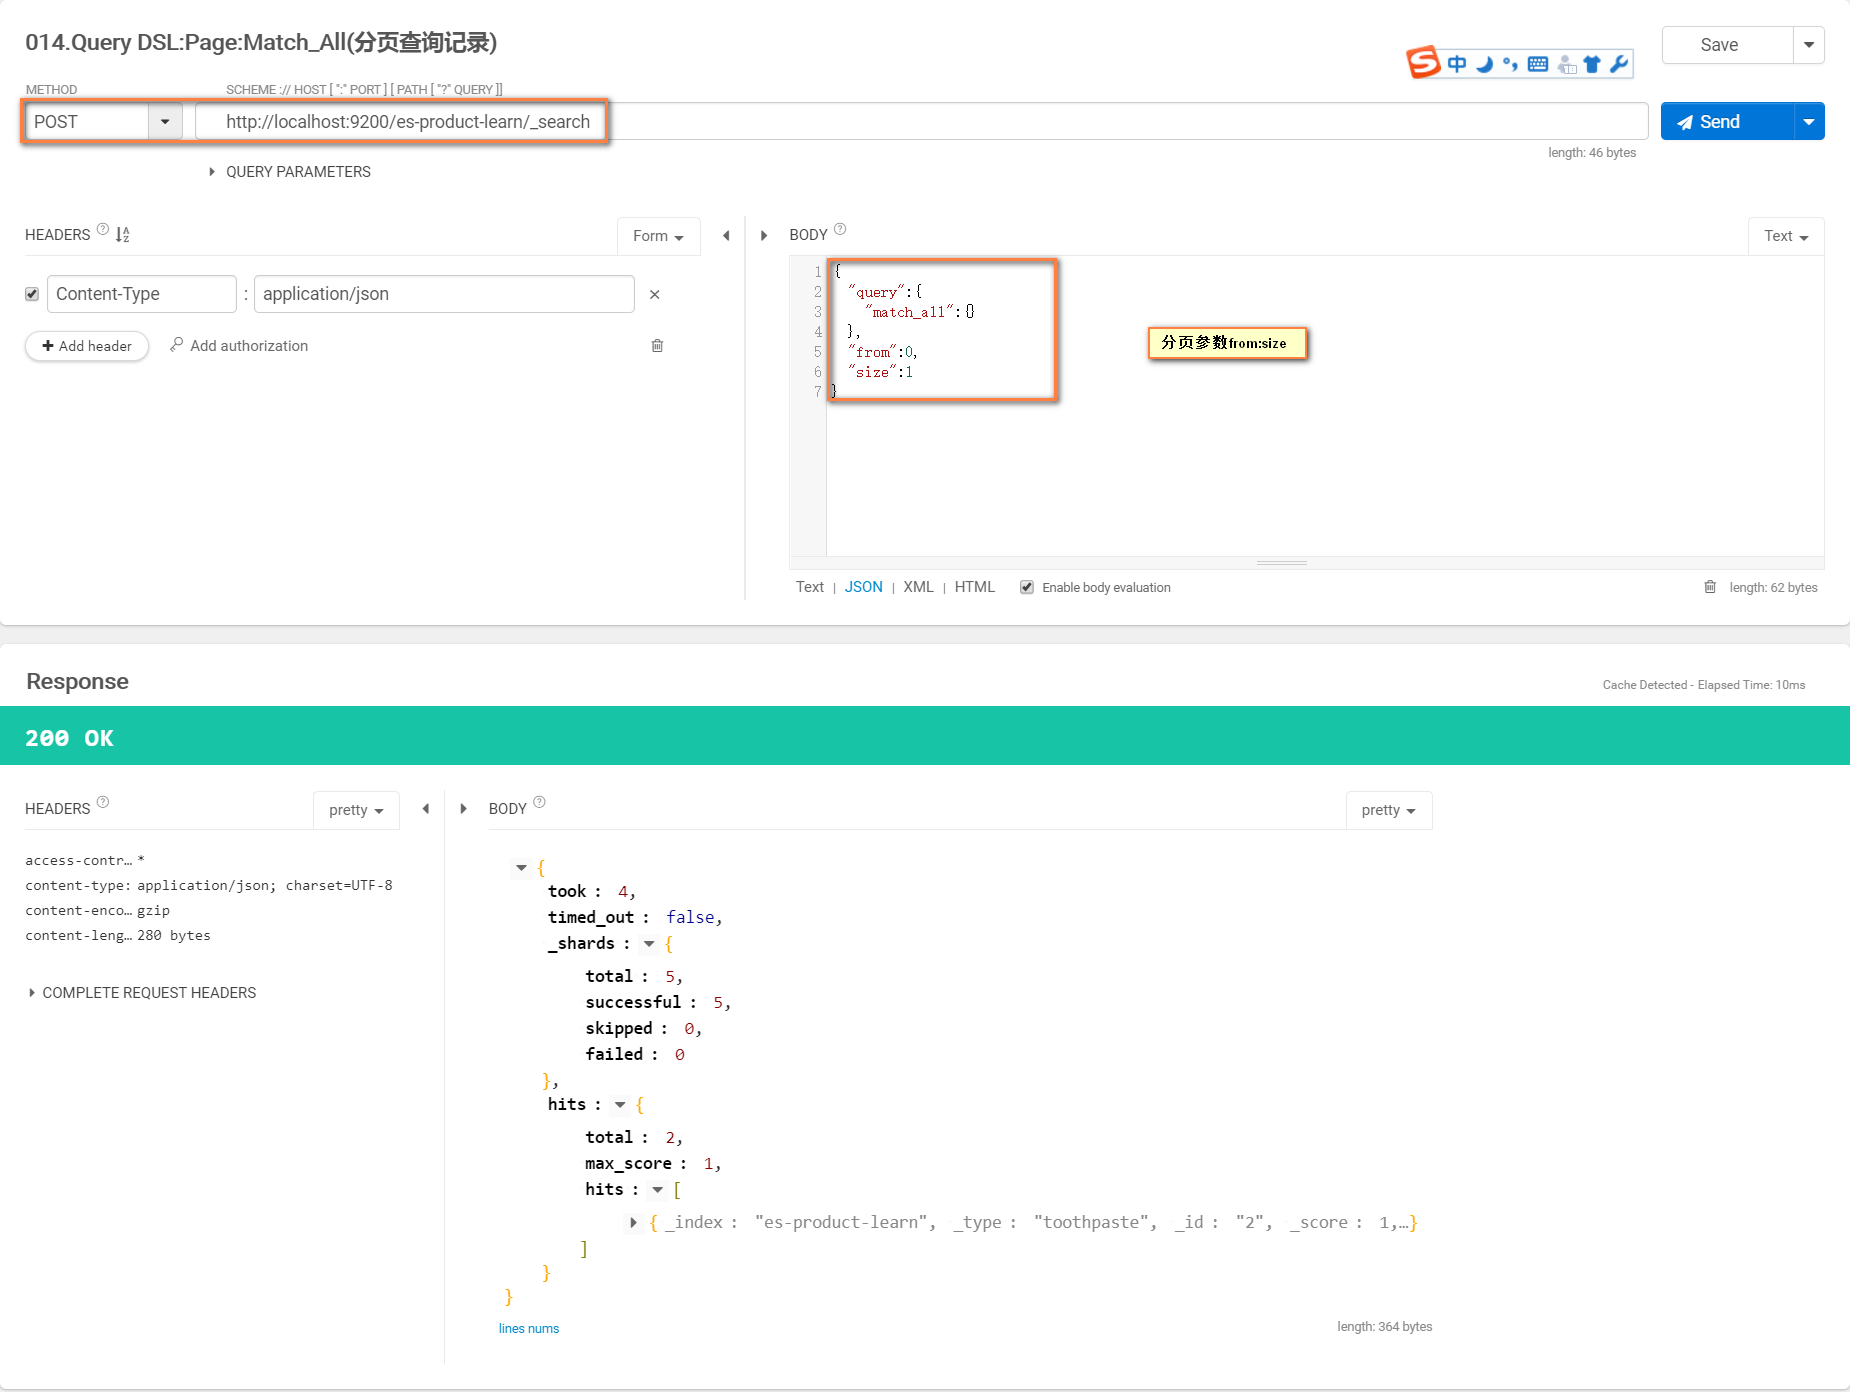 014.Query DSL:Page:Match_All(分页查询记录)
中
Save
METHOD
SCHEME :// HOST [ ":" PORT ] [ PATH [ "?" QUERY ]]
POST
http://localhost:9200/es-product-learn/_search
Send
length: 46 bytes
QUERY PARAMETERS
HEADERS ?
Form
BODY ?
Text
Content-Type : application/json
Add header
Add authorization
1 {
2 "query":{
3 "match_all":{}
4 },
5 "from":0,
6 "size":1
7 }
分页参数from:size
Text | JSON | XML | HTML
Enable body evaluation
length: 62 bytes
Response
Cache Detected - Elapsed Time: 10ms
200 OK
HEADERS ?
pretty
BODY ?
pretty
access-contr… *
content-type: application/json; charset=UTF-8
content-enco… gzip
content-leng… 280 bytes
COMPLETE REQUEST HEADERS
{
took : 4,
timed_out : false,
_shards : {
total : 5,
successful : 5,
skipped : 0,
failed : 0
},
hits : {
total : 2,
max_score : 1,
hits : [
{ _index : "es-product-learn", _type : "toothpaste", _id : "2", _score : 1,…}
]
}
}
lines nums
length: 364 bytes